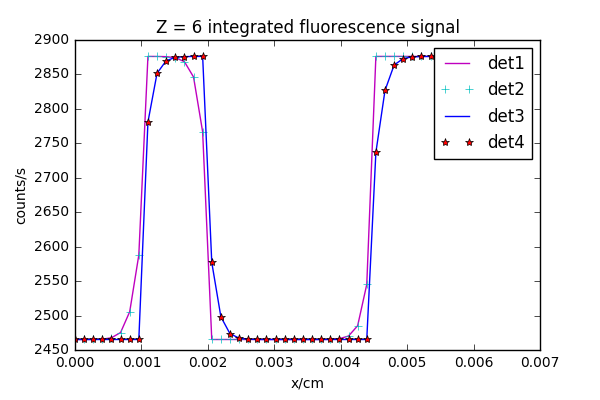 Z = 6 integrated fluorescence signal
2900
2850
2800
2750
2700
2650
2600
2550
2500
2450
counts/s
det1
det2
det3
det4
0.000 0.001 0.002 0.003 0.004 0.005 0.006 0.007
x/cm